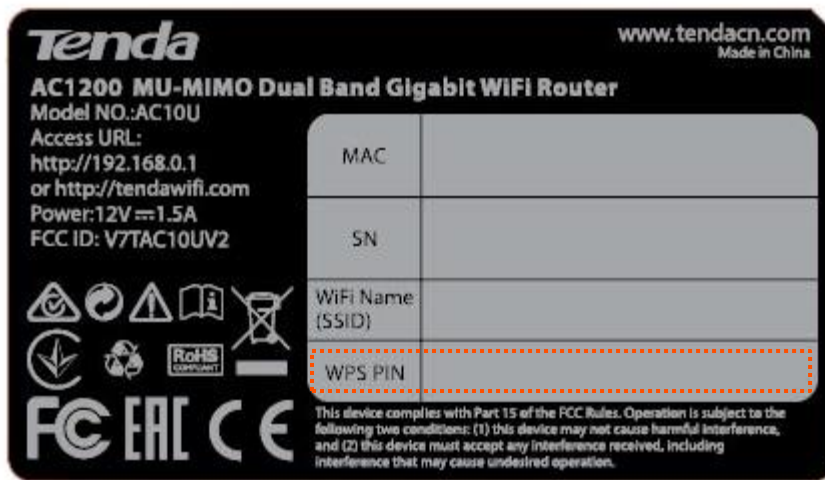 Tenda
www.tendacn.com
Made in China
AC1200 MU-MIMO Dual Band Gigabit WiFi Router
Model NO.:AC10U
Access URL:
http://192.168.0.1
or http://tendawifi.com
Power:12V⎓1.5A
FCC ID: V7TAC10UV2
MAC
SN
WiFi Name
(SSID)
WPS PIN
RoHS
COMPLIANT
FC EAC CE
This device complies with Part 15 of the FCC Rules. Operation is subject to the
following two conditions: (1) this device may not cause harmful interference,
and (2) this device must accept any interference received, including
interference that may cause undesired operation.